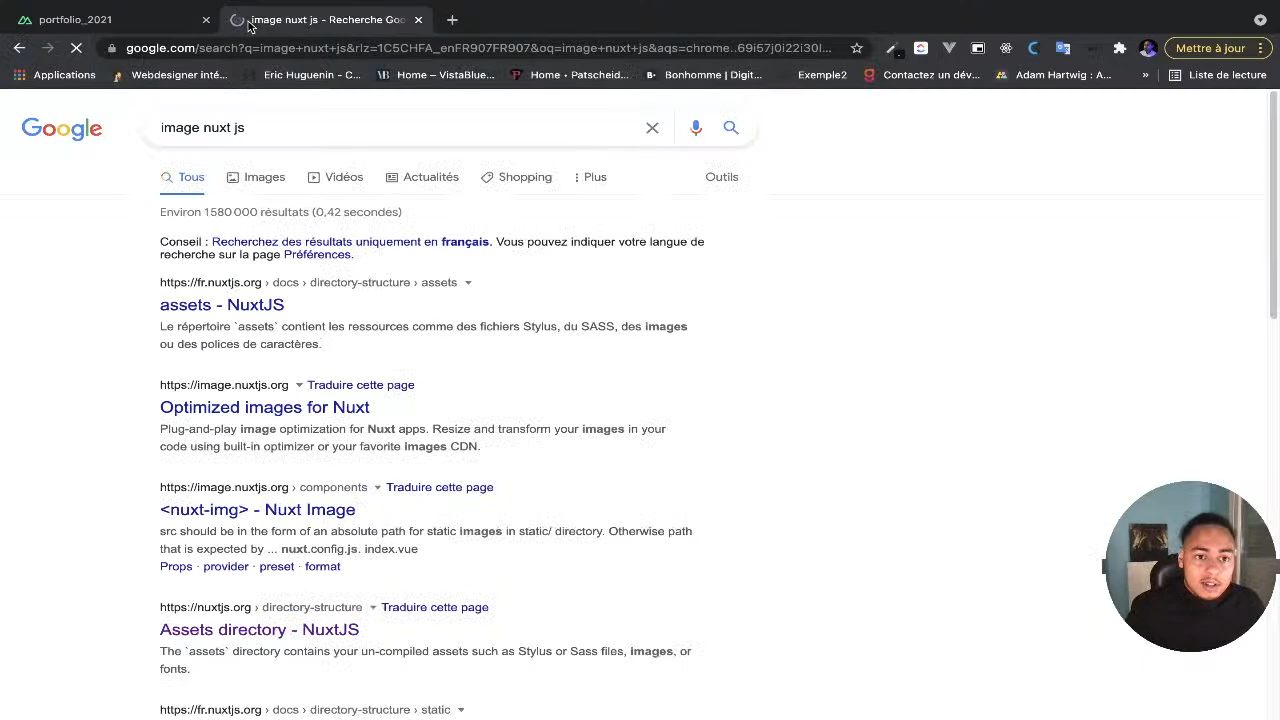 portfolio_2021
image nuxt js - Recherche Goo
google.com/search?q=image+nuxt+js&rlz=1C5CHFA_enFR907FR907&oq=image+nuxt+js&aqs=chrome..69i57j0i22i30l...
Mettre à jour
Applications
Webdesigner inté...
Eric Huguenin - C...
Home – VistaBlue...
Home • Patscheid...
Bonhomme | Digit...
Exemple2
Contactez un dév...
Adam Hartwig : A...
»
Liste de lecture
Google
image nuxt js
Tous
Images
Vidéos
Actualités
Shopping
Plus
Outils
Environ 1 580 000 résultats (0,42 secondes)
Conseil : Recherchez des résultats uniquement en français. Vous pouvez indiquer votre langue de
recherche sur la page Préférences.
https://fr.nuxtjs.org › docs › directory-structure › assets
assets - NuxtJS
Le répertoire `assets` contient les ressources comme des fichiers Stylus, du SASS, des images
ou des polices de caractères.
https://image.nuxtjs.org Traduire cette page
Optimized images for Nuxt
Plug-and-play image optimization for Nuxt apps. Resize and transform your images in your
code using built-in optimizer or your favorite images CDN.
https://image.nuxtjs.org › components Traduire cette page
<nuxt-img> - Nuxt Image
src should be in the form of an absolute path for static images in static/ directory. Otherwise path
that is expected by ... nuxt.config.js. index.vue
Props · provider · preset · format
https://nuxtjs.org › directory-structure Traduire cette page
Assets directory - NuxtJS
The `assets` directory contains your un-compiled assets such as Stylus or Sass files, images, or
fonts.
https://fr.nuxtjs.org › docs › directory-structure › static